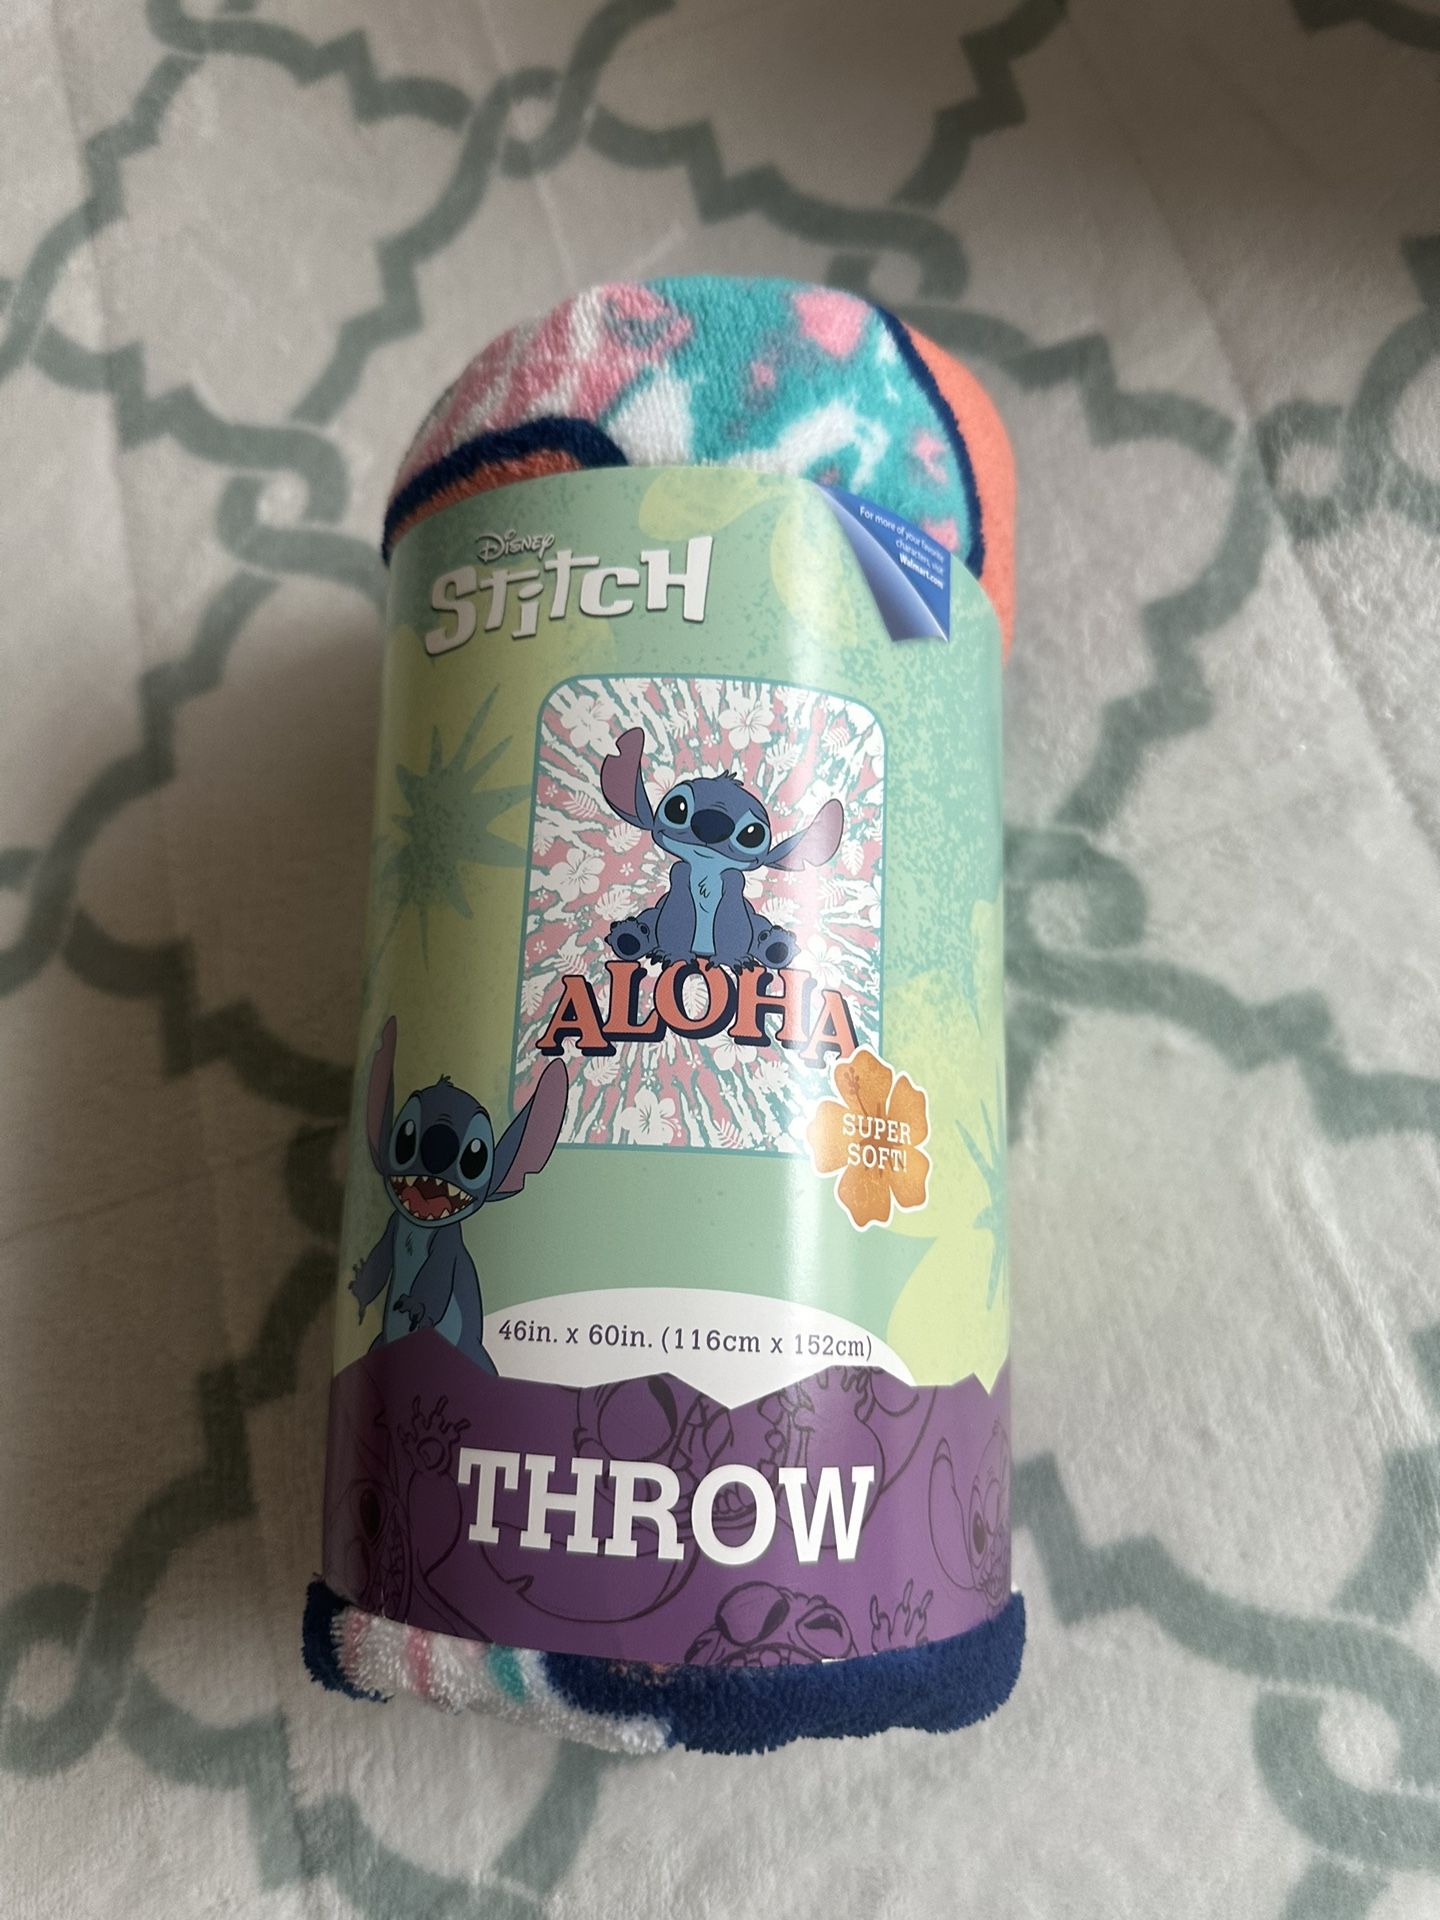 For more of your favorite
characters, visit
Walmart.com
Disney
Stitch
ALOHA
SUPER
SOFT!
46in. x 60in. (116cm x 152cm)
THROW